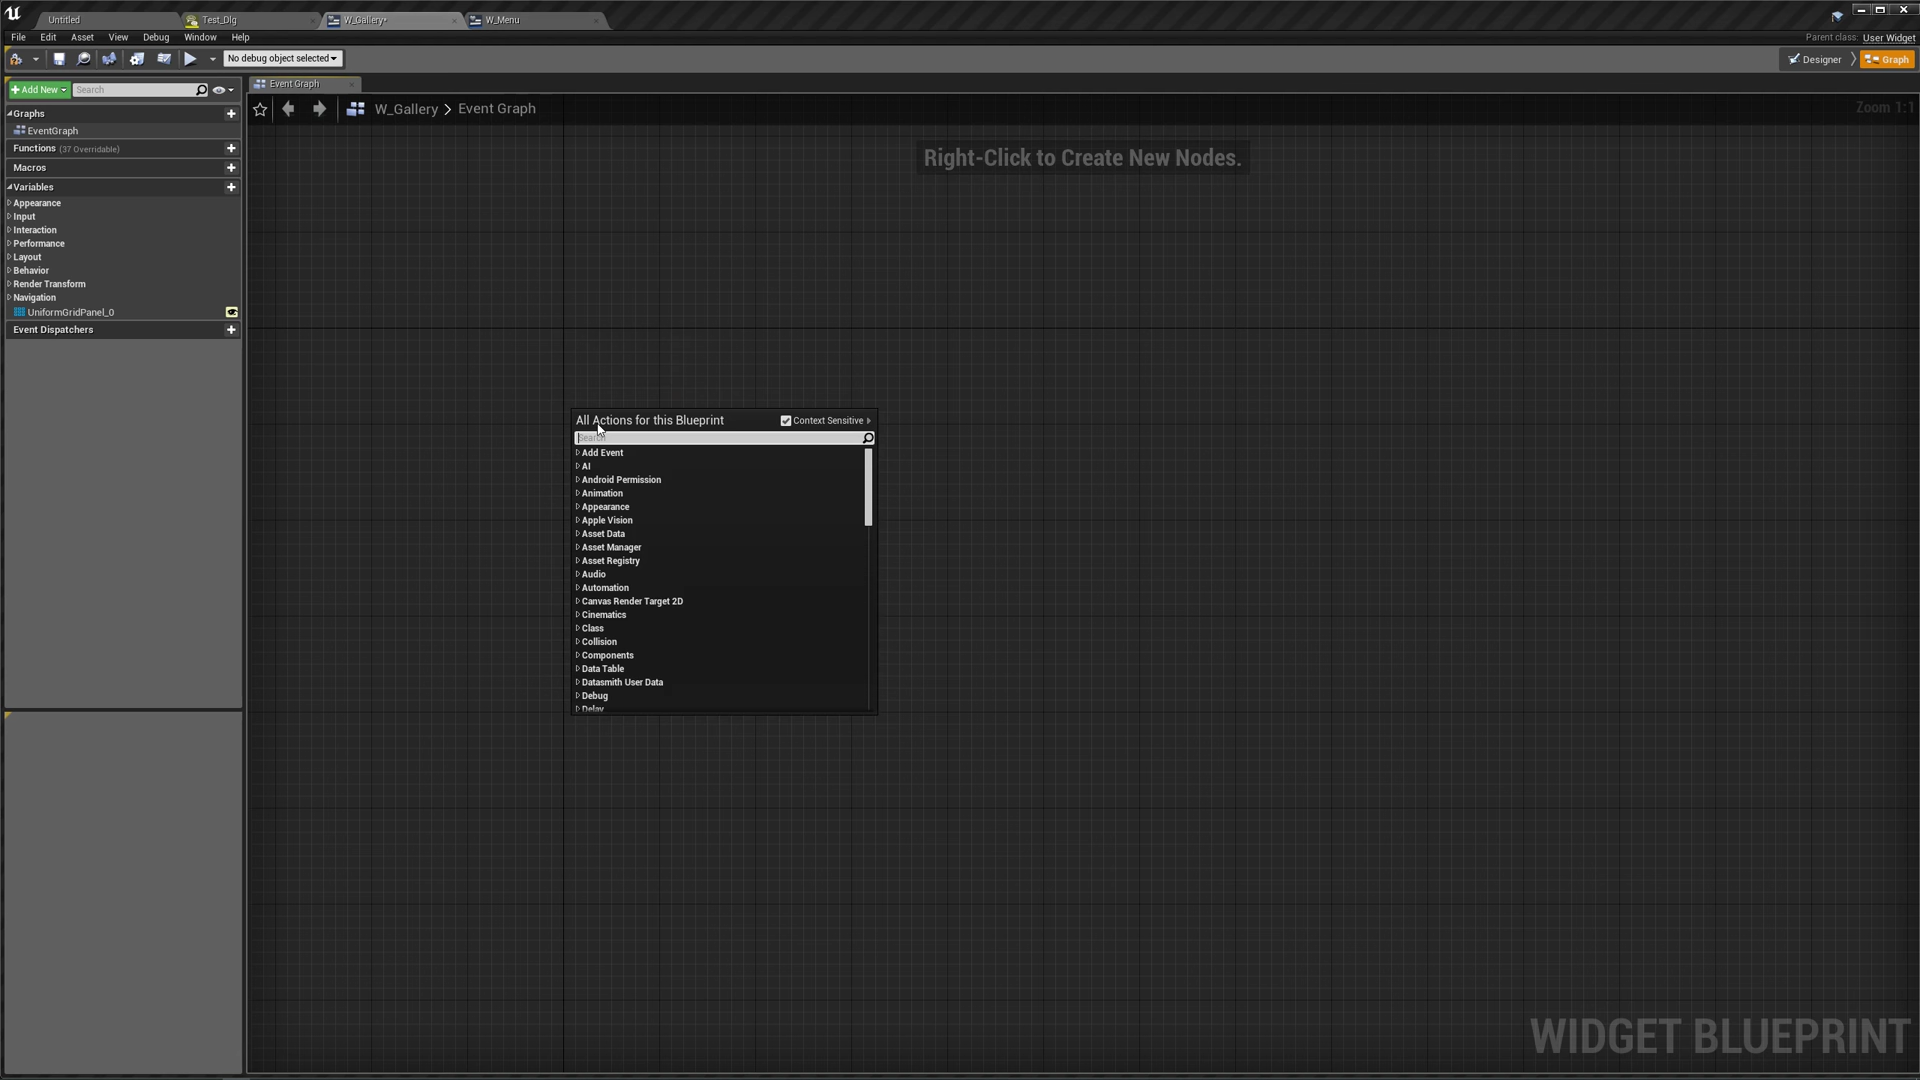 Untitled
Test_Dlg
W_Gallery*
W_Menu
File Edit Asset View Debug Window Help
Parent class: User Widget
No debug object selected
Designer
Graph
Add New
Search
Event Graph
W_Gallery > Event Graph
Zoom 1:1
Graphs
EventGraph
Functions (37 Overridable)
Macros
Variables
Appearance
Input
Interaction
Performance
Layout
Behavior
Render Transform
Navigation
UniformGridPanel_0
Event Dispatchers
Right-Click to Create New Nodes.
All Actions for this Blueprint
Context Sensitive
Search
Add Event
AI
Android Permission
Animation
Appearance
Apple Vision
Asset Data
Asset Manager
Asset Registry
Audio
Automation
Canvas Render Target 2D
Cinematics
Class
Collision
Components
Data Table
Datasmith User Data
Debug
Delay
WIDGET BLUEPRINT